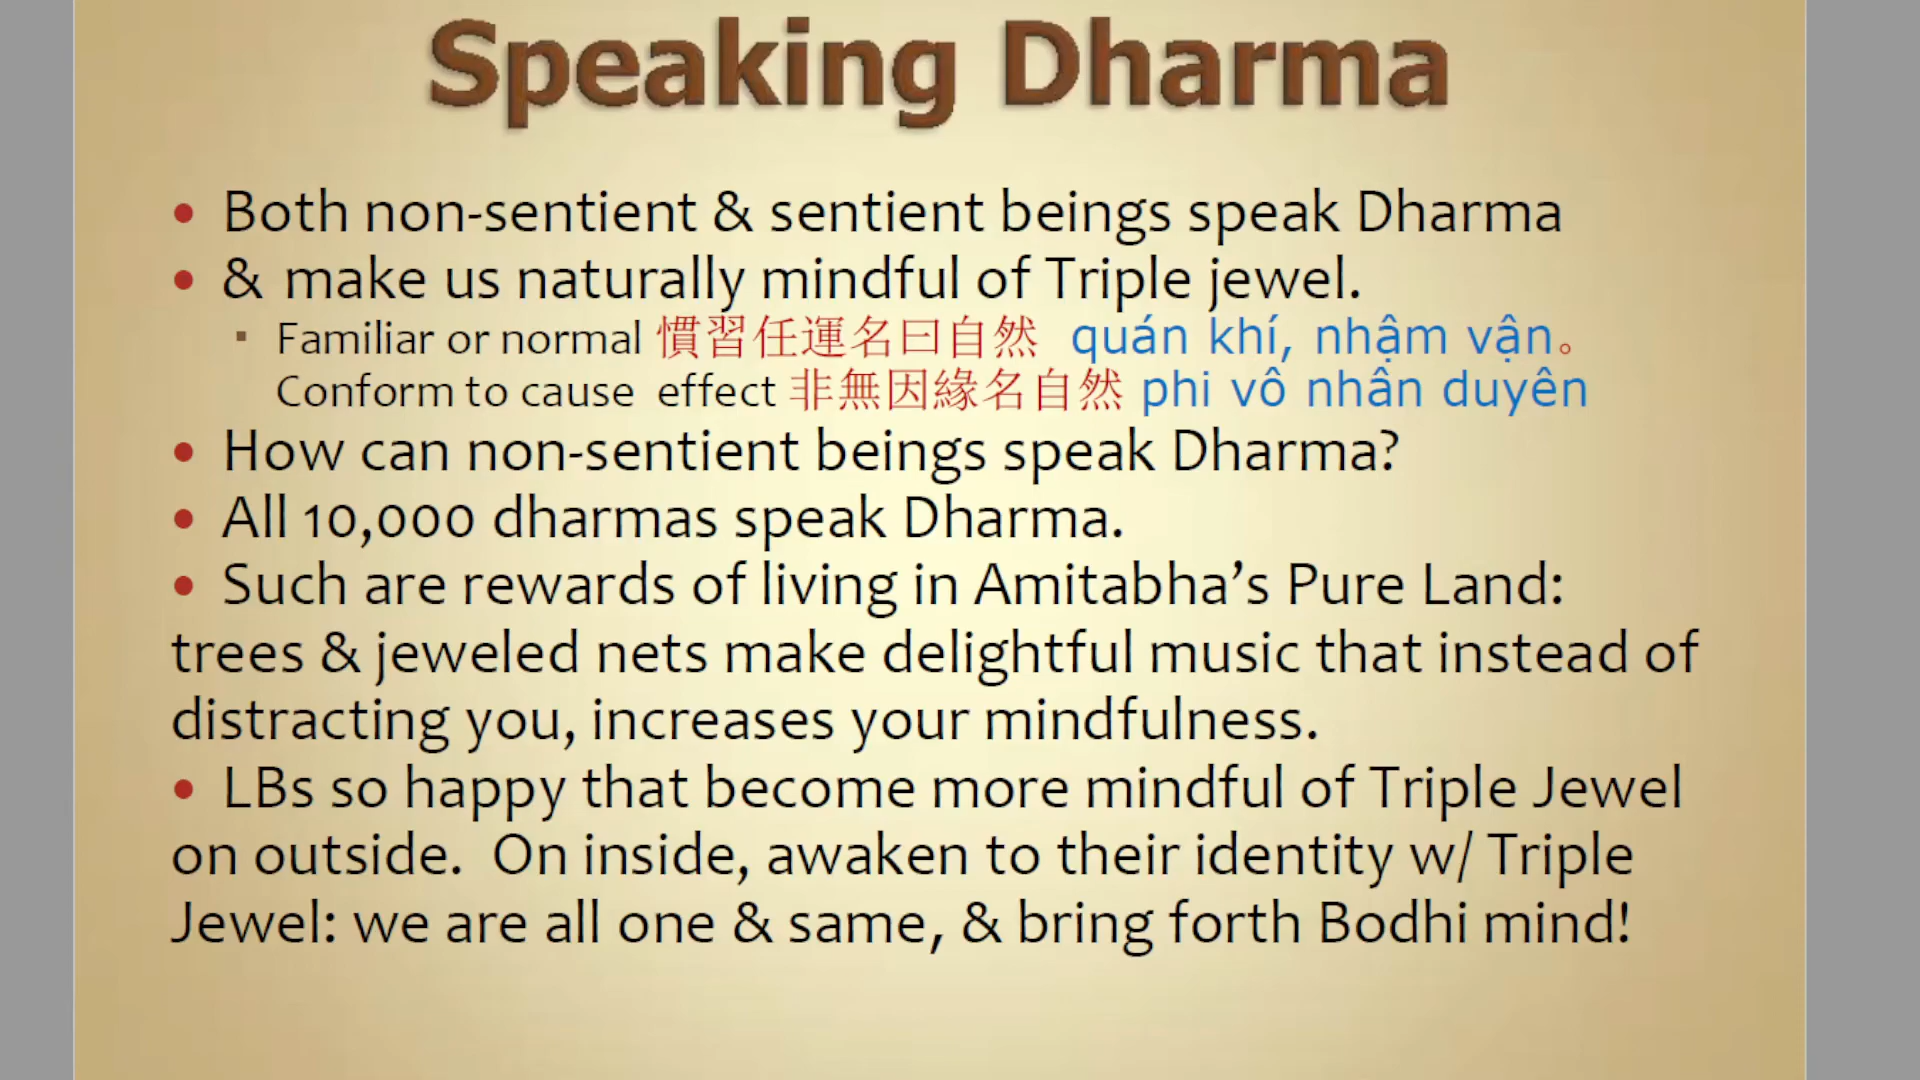 Speaking Dharma
• Both non-sentient & sentient beings speak Dharma
• & make us naturally mindful of Triple jewel.
▪ Familiar or normal 慣習任運名曰自然 quán khí, nhậm vận。
Conform to cause effect 非無因緣名自然 phi vô nhân duyên
• How can non-sentient beings speak Dharma?
• All 10,000 dharmas speak Dharma.
• Such are rewards of living in Amitabha’s Pure Land:
trees & jeweled nets make delightful music that instead of
distracting you, increases your mindfulness.
• LBs so happy that become more mindful of Triple Jewel
on outside. On inside, awaken to their identity w/ Triple
Jewel: we are all one & same, & bring forth Bodhi mind!